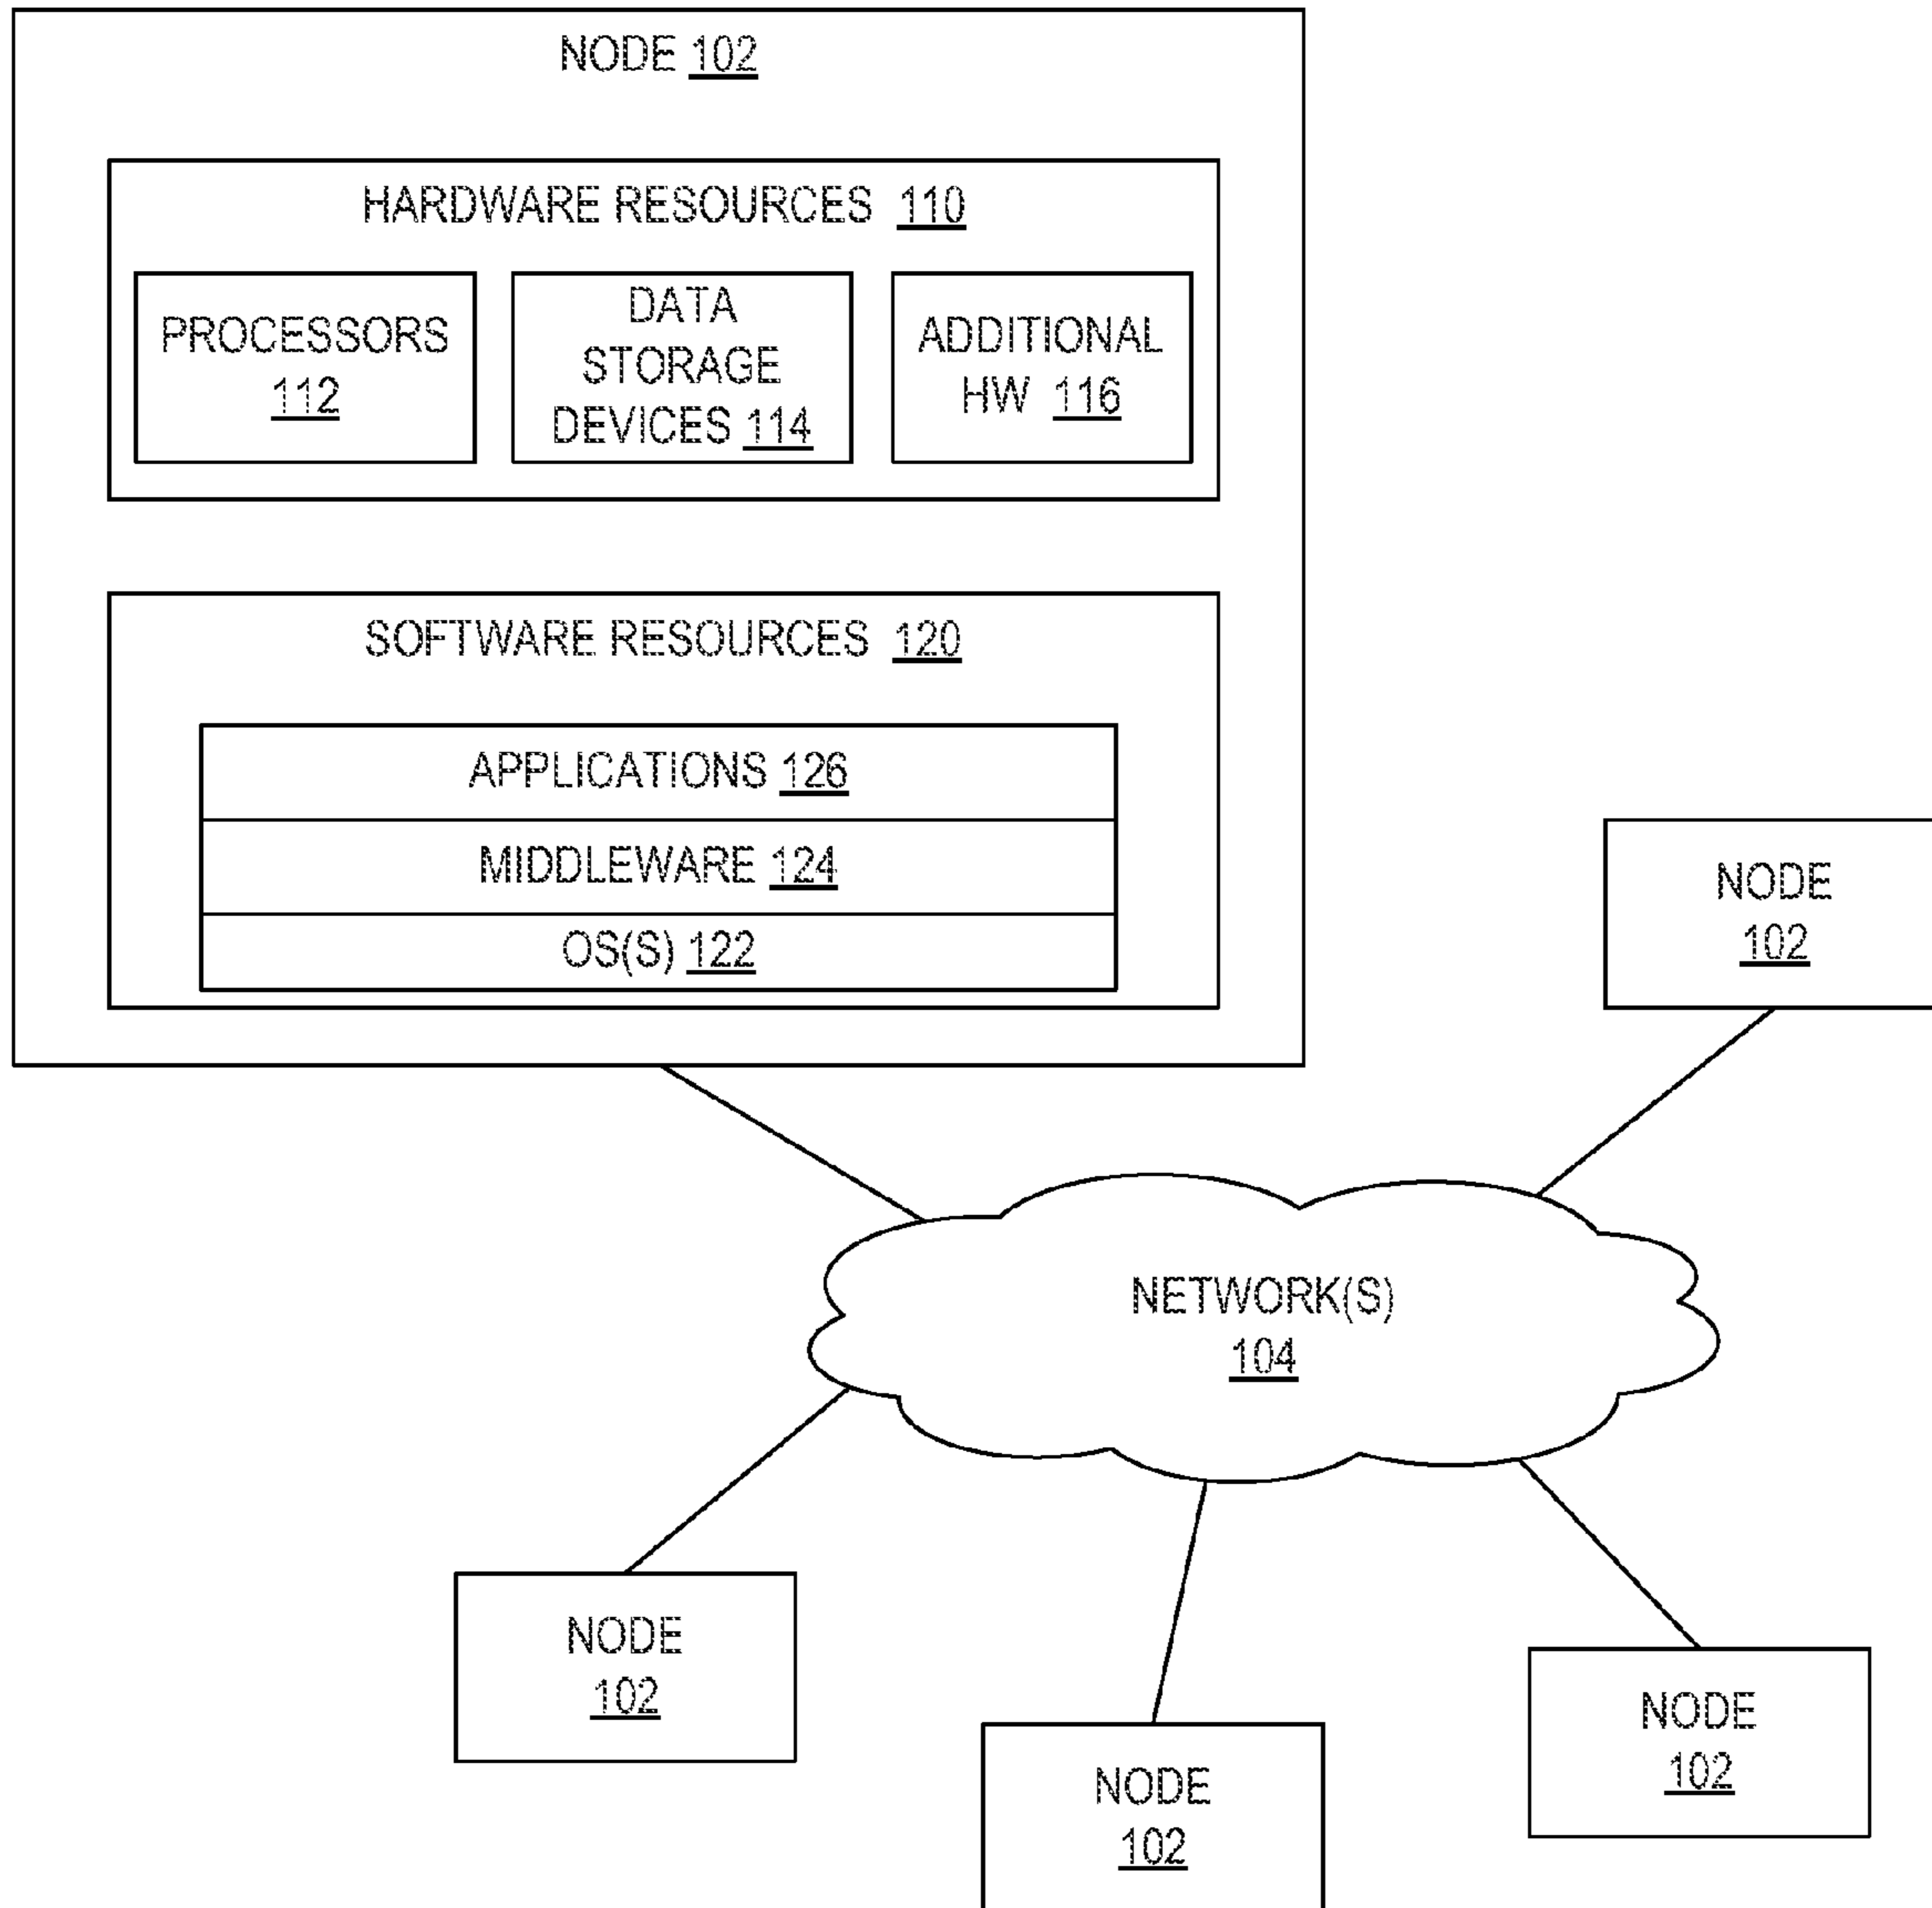 NODE 102
HARDWARE RESOURCES 110
PROCESSORS
112
DATA
STORAGE
DEVICES 114
ADDITIONAL
HW 116
SOFTWARE RESOURCES 120
APPLICATIONS 126
MIDDLEWARE 124
OS(S) 122
NODE
102
NETWORK(S)
104
NODE
102
NODE
102
NODE
102